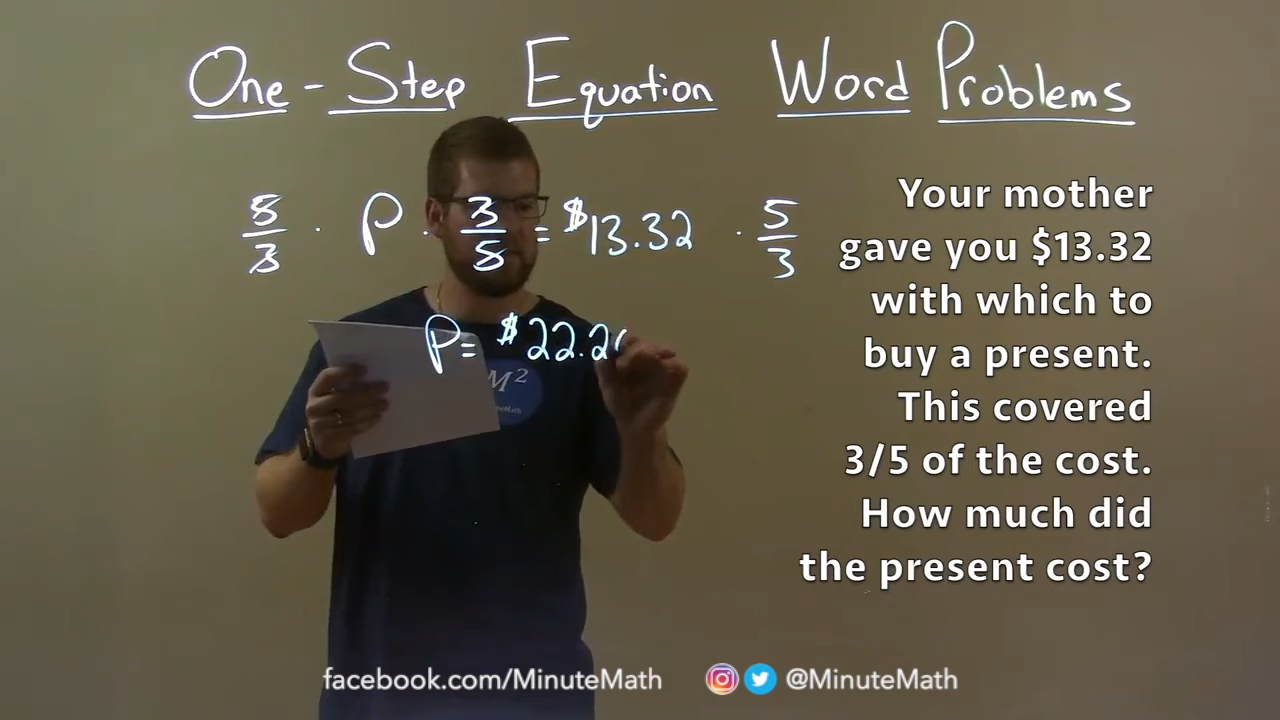 One-Step Equation Word Problems
5/3 · P · 3/5 = $13.32 · 5/3
P = $22.2
M²
Your mother
gave you $13.32
with which to
buy a present.
This covered
3/5 of the cost.
How much did
the present cost?
facebook.com/MinuteMath @MinuteMath